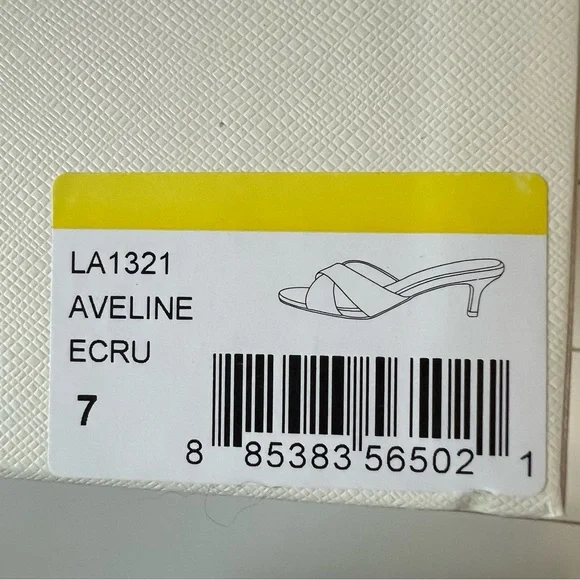 LA1321
AVELINE
ECRU
7
8 85383 56502 1